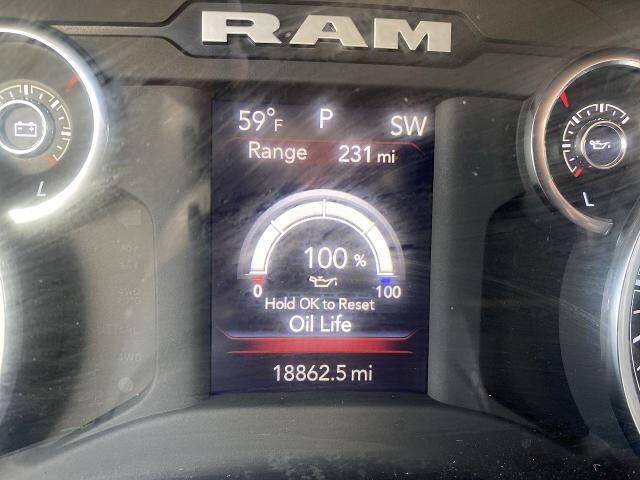 RAM
59°F P SW
Range 231 mi
100 %
0 100
Hold OK to Reset
Oil Life
18862.5 mi
L L